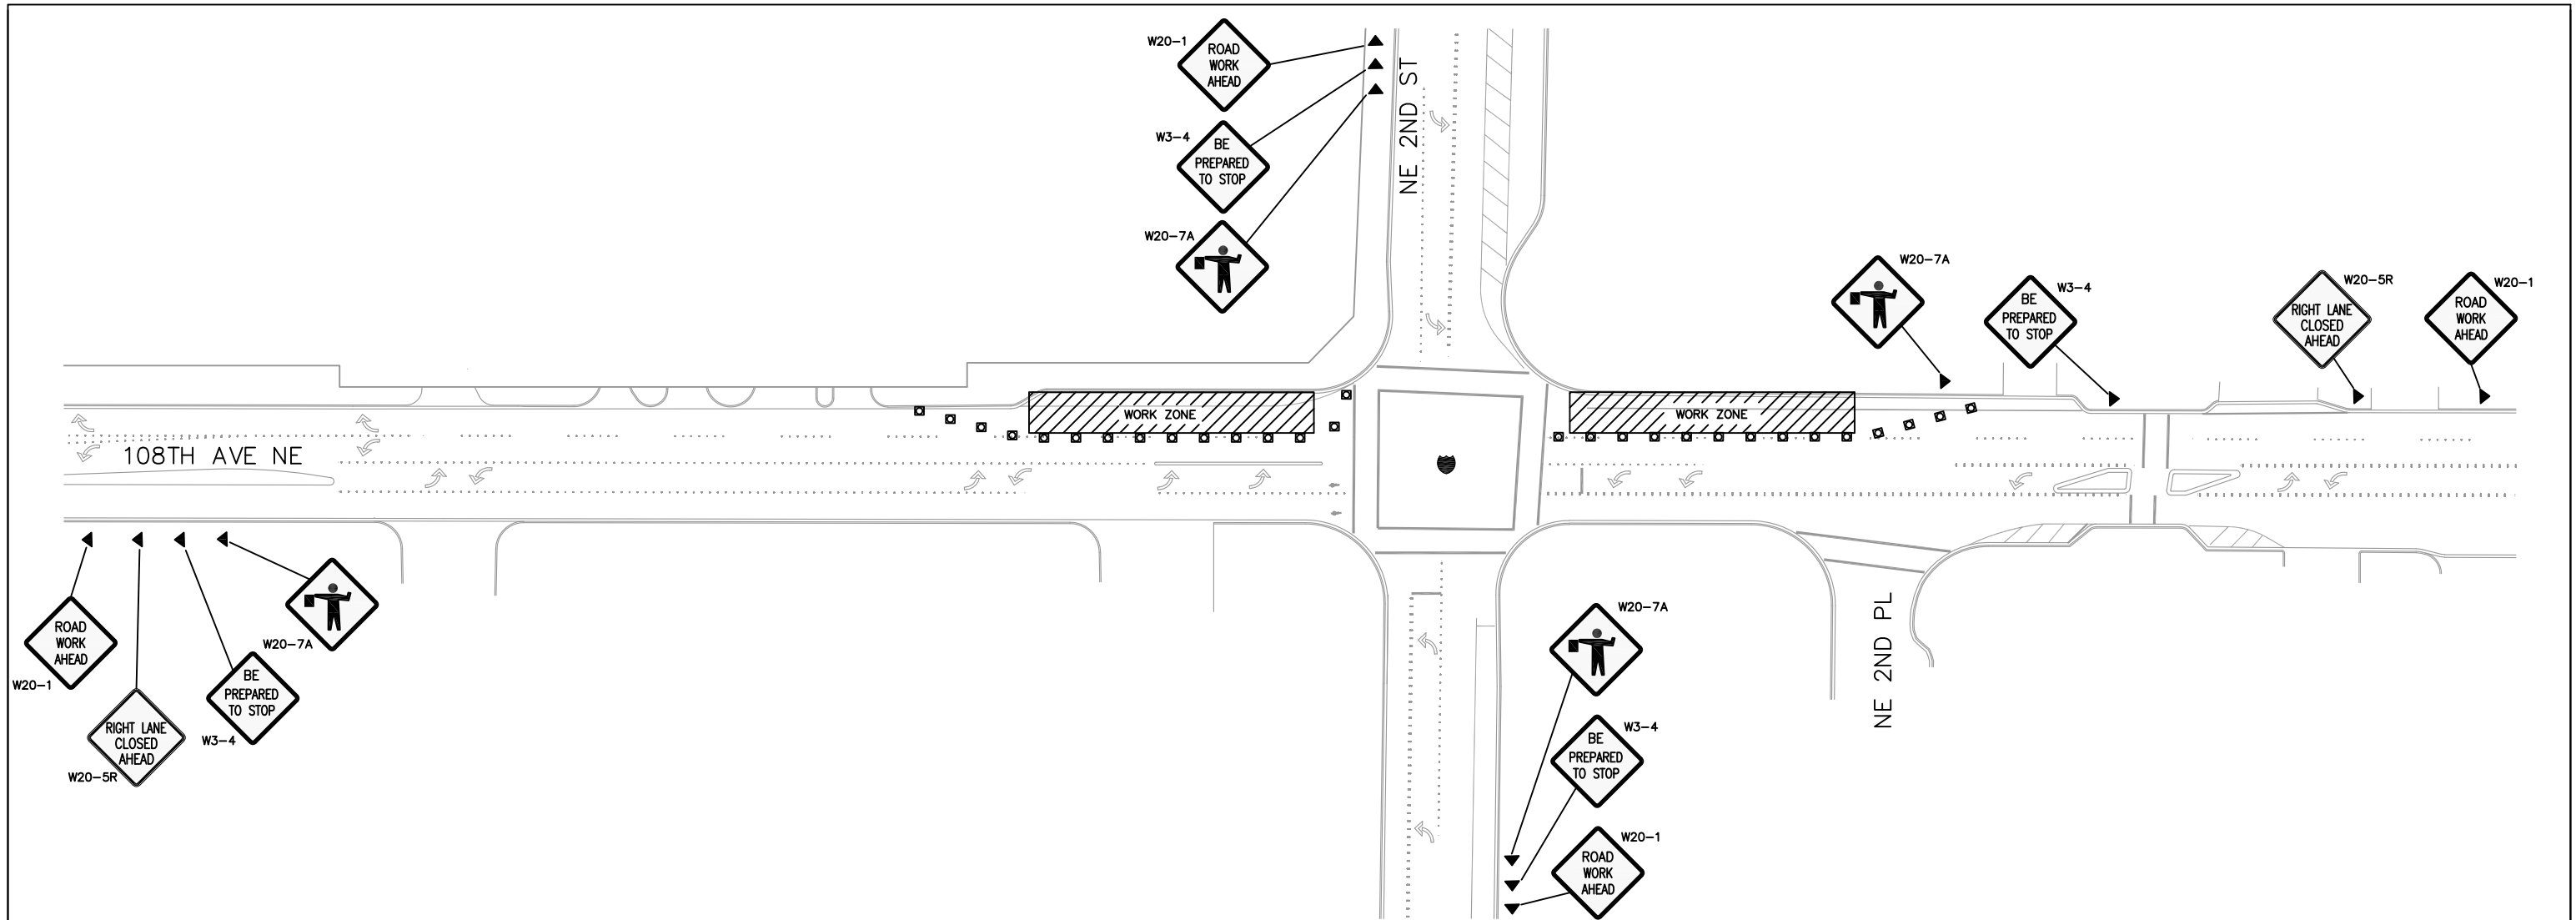 W20-1
ROAD
WORK
AHEAD
W3-4
BE
PREPARED
TO STOP
W20-7A
NE 2ND ST
W20-7A
W3-4
BE
PREPARED
TO STOP
W20-5R
RIGHT LANE
CLOSED
AHEAD
W20-1
ROAD
WORK
AHEAD
WORK ZONE
WORK ZONE
108TH AVE NE
ROAD
WORK
AHEAD
W20-1
RIGHT LANE
CLOSED
AHEAD
W20-5R
BE
PREPARED
TO STOP
W3-4
W20-7A
W20-7A
W3-4
BE
PREPARED
TO STOP
W20-1
ROAD
WORK
AHEAD
NE 2ND PL